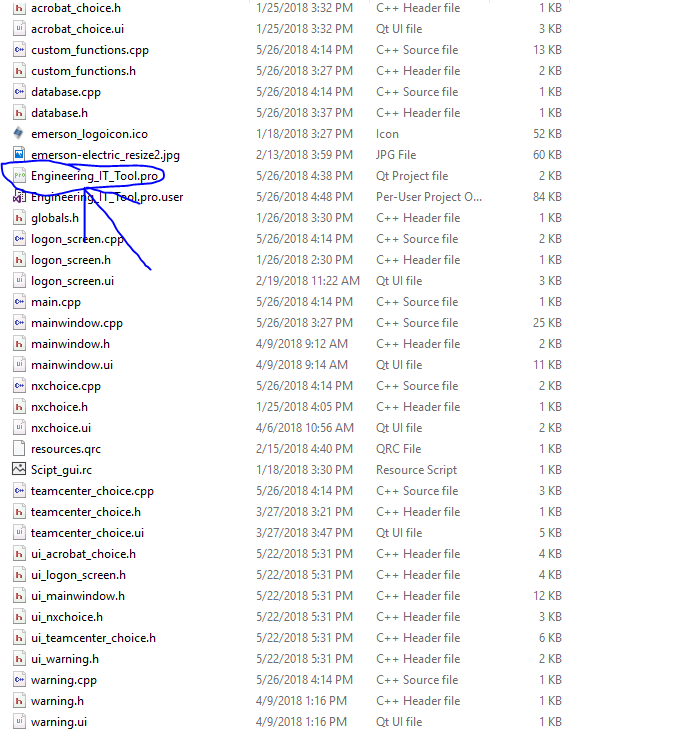 acrobat_choice.h 1/25/2018 3:32 PM C++ Header file 1 KB
acrobat_choice.ui 1/25/2018 3:32 PM Qt UI file 3 KB
custom_functions.cpp 5/26/2018 4:14 PM C++ Source file 13 KB
custom_functions.h 5/26/2018 3:27 PM C++ Header file 2 KB
database.cpp 5/26/2018 4:14 PM C++ Source file 2 KB
database.h 5/26/2018 3:37 PM C++ Header file 1 KB
emerson_logoicon.ico 1/18/2018 3:27 PM Icon 52 KB
emerson-electric_resize2.jpg 2/13/2018 3:59 PM JPG File 60 KB
Engineering_IT_Tool.pro 5/26/2018 4:38 PM Qt Project file 2 KB
Engineering_IT_Tool.pro.user 5/26/2018 4:48 PM Per-User Project O... 84 KB
globals.h 1/26/2018 3:30 PM C++ Header file 1 KB
logon_screen.cpp 5/26/2018 4:14 PM C++ Source file 2 KB
logon_screen.h 1/26/2018 2:30 PM C++ Header file 1 KB
logon_screen.ui 2/19/2018 11:22 AM Qt UI file 3 KB
main.cpp 5/26/2018 4:14 PM C++ Source file 1 KB
mainwindow.cpp 5/26/2018 3:27 PM C++ Source file 25 KB
mainwindow.h 4/9/2018 9:12 AM C++ Header file 1 KB
mainwindow.ui 4/9/2018 9:14 AM Qt UI file 11 KB
nxchoice.cpp 5/26/2018 4:14 PM C++ Source file 2 KB
nxchoice.h 1/25/2018 4:05 PM C++ Header file 1 KB
nxchoice.ui 4/6/2018 10:56 AM Qt UI file 2 KB
resources.qrc 2/15/2018 4:40 PM QRC File 1 KB
Scipt_gui.rc 1/18/2018 3:30 PM Resource Script 1 KB
teamcenter_choice.cpp 5/26/2018 4:14 PM C++ Source file 3 KB
teamcenter_choice.h 3/27/2018 3:21 PM C++ Header file 1 KB
teamcenter_choice.ui 3/27/2018 3:47 PM Qt UI file 5 KB
ui_acrobat_choice.h 5/22/2018 5:31 PM C++ Header file 4 KB
ui_logon_screen.h 5/22/2018 5:31 PM C++ Header file 4 KB
ui_mainwindow.h 5/22/2018 5:31 PM C++ Header file 12 KB
ui_nxchoice.h 5/22/2018 5:31 PM C++ Header file 3 KB
ui_teamcenter_choice.h 5/22/2018 5:31 PM C++ Header file 6 KB
ui_warning.h 5/22/2018 5:31 PM C++ Header file 2 KB
warning.cpp 5/26/2018 4:14 PM C++ Source file 1 KB
warning.h 4/9/2018 1:16 PM C++ Header file 1 KB
warning.ui 4/9/2018 1:16 PM Qt UI file 1 KB